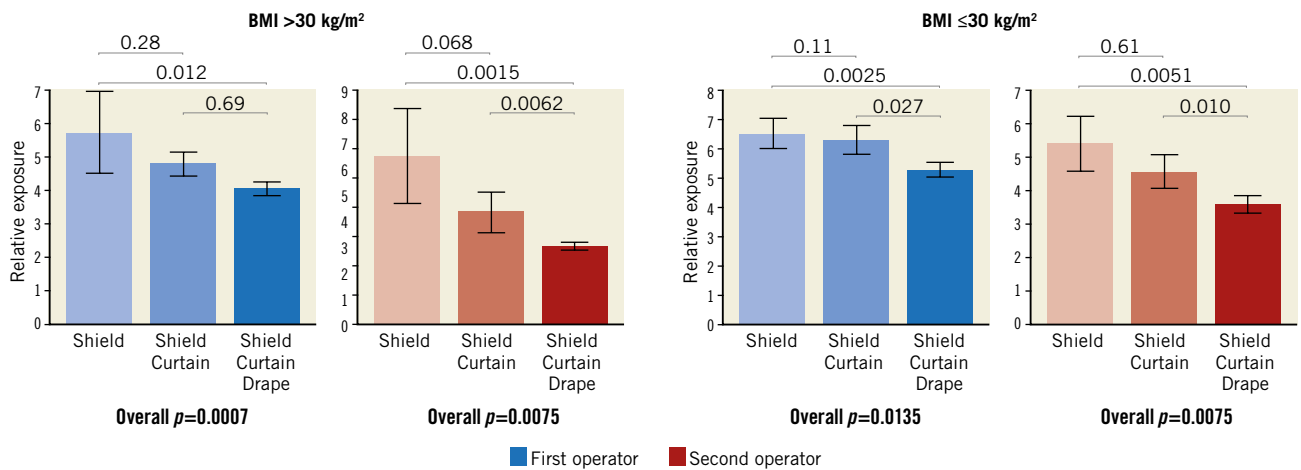 BMI >30 kg/m²
BMI ≤30 kg/m²
0.28
0.012
0.69
0.068
0.0015
0.0062
0.11
0.0025
0.027
0.61
0.0051
0.010
Relative exposure
7
6
5
4
3
2
1
0
Shield
Shield
Curtain
Shield
Curtain
Drape
Overall p=0.0007
9
8
7
6
5
4
3
2
1
0
Shield
Shield
Curtain
Shield
Curtain
Drape
Overall p=0.0075
Relative exposure
8
7
6
5
4
3
2
1
0
Shield
Shield
Curtain
Shield
Curtain
Drape
Overall p=0.0135
7
6
5
4
3
2
1
0
Shield
Shield
Curtain
Shield
Curtain
Drape
Overall p=0.0075
First operator
Second operator